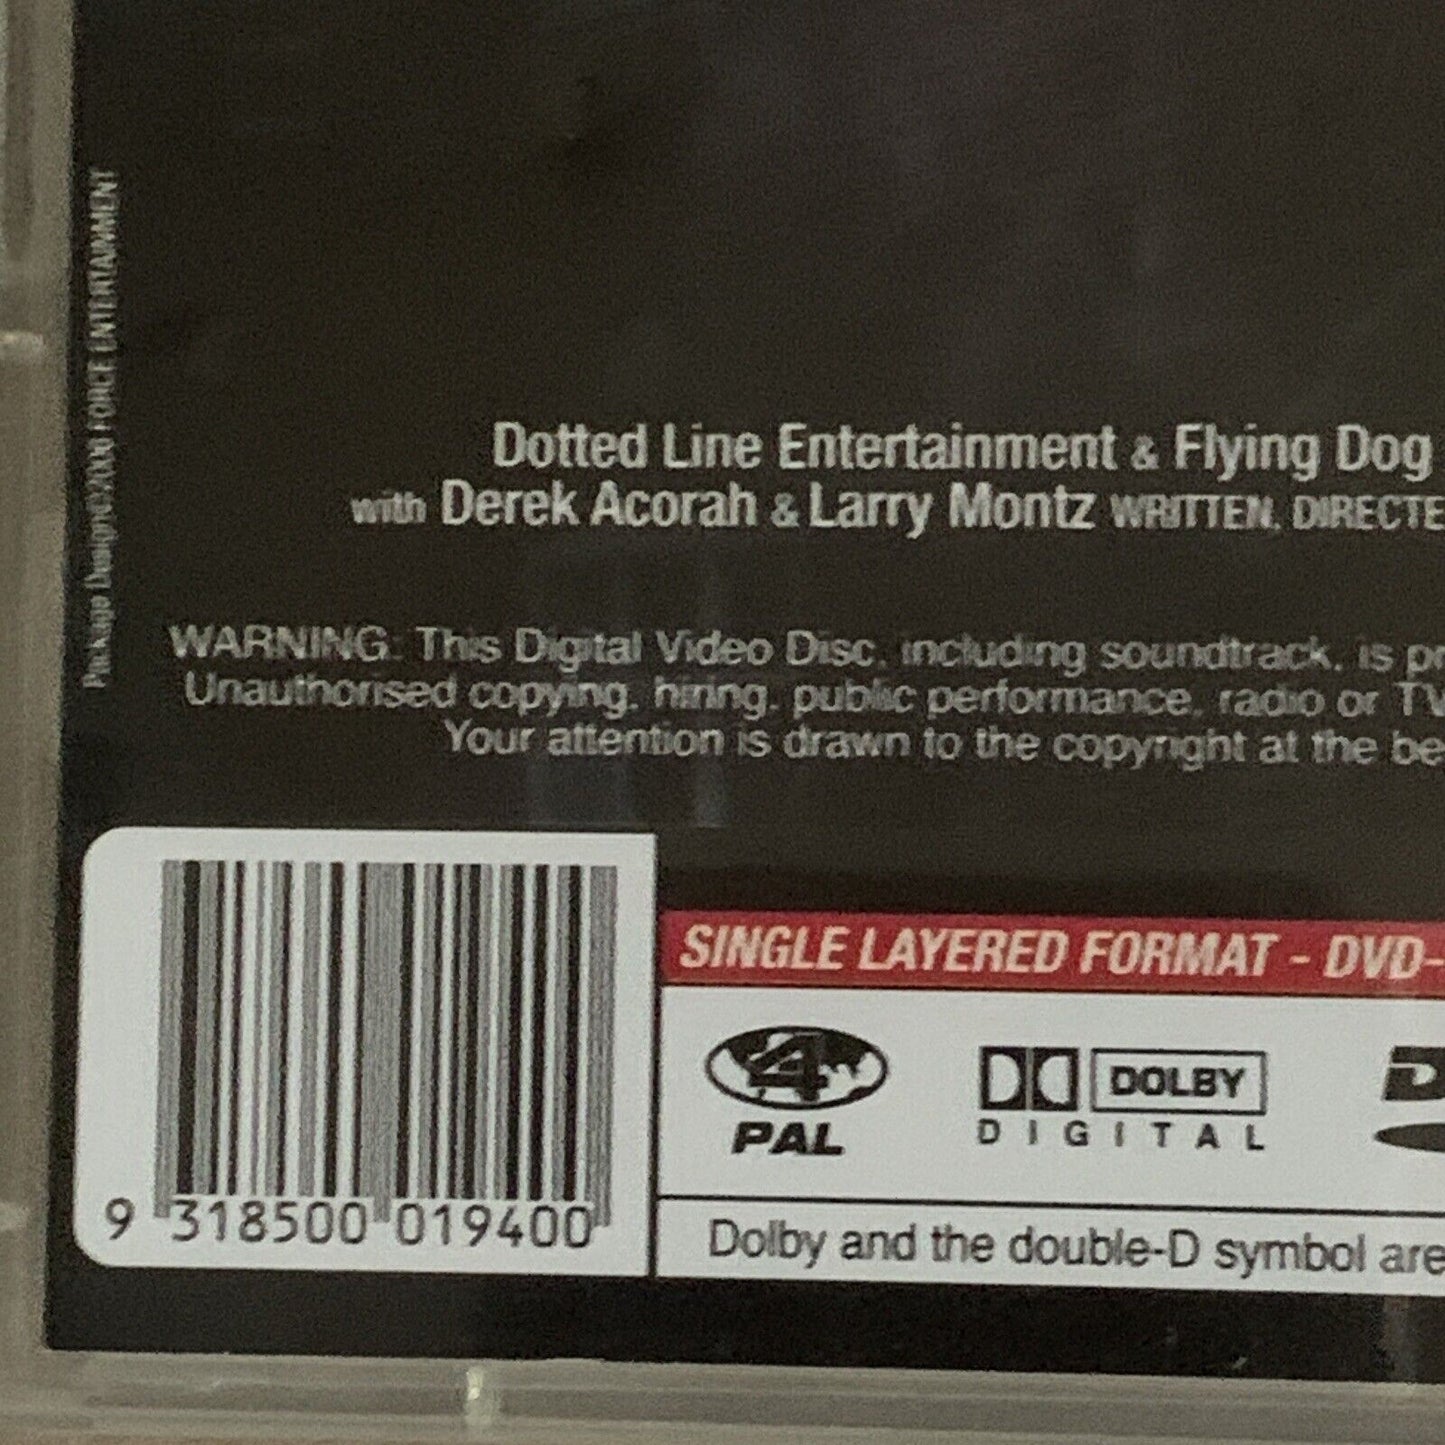 Package Design©2000 FORCE ENTERTAINMENT
Dotted Line Entertainment & Flying Dog
with Derek Acorah & Larry Montz WRITTEN, DIRECTE
WARNING: This Digital Video Disc, including soundtrack, is pr
Unauthorised copying, hiring, public performance, radio or TV
Your attention is drawn to the copyright at the be
SINGLE LAYERED FORMAT - DVD-
4
PAL
DOLBY
DIGITAL
9 318500 019400
Dolby and the double-D symbol are